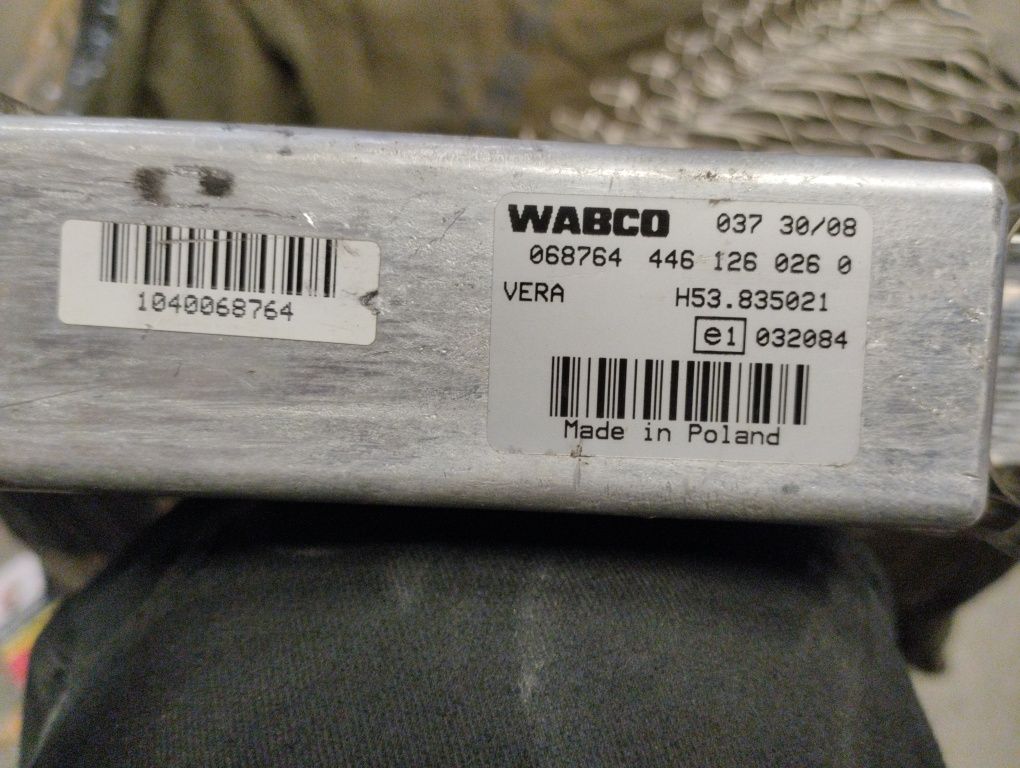 1040068764
WABCO 037 30/08
068764 446 126 026 0
VERA H53.835021
e1 032084
Made in Poland